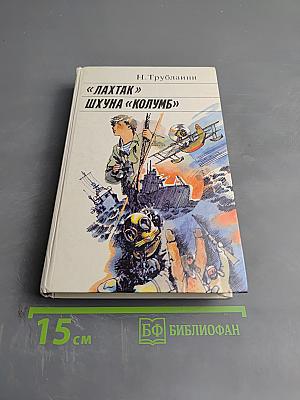 Н. Трублаини
«ЛАХТАК»
ШХУНА «КОЛУМБ»
15 см
БФ БИБЛИОФАН